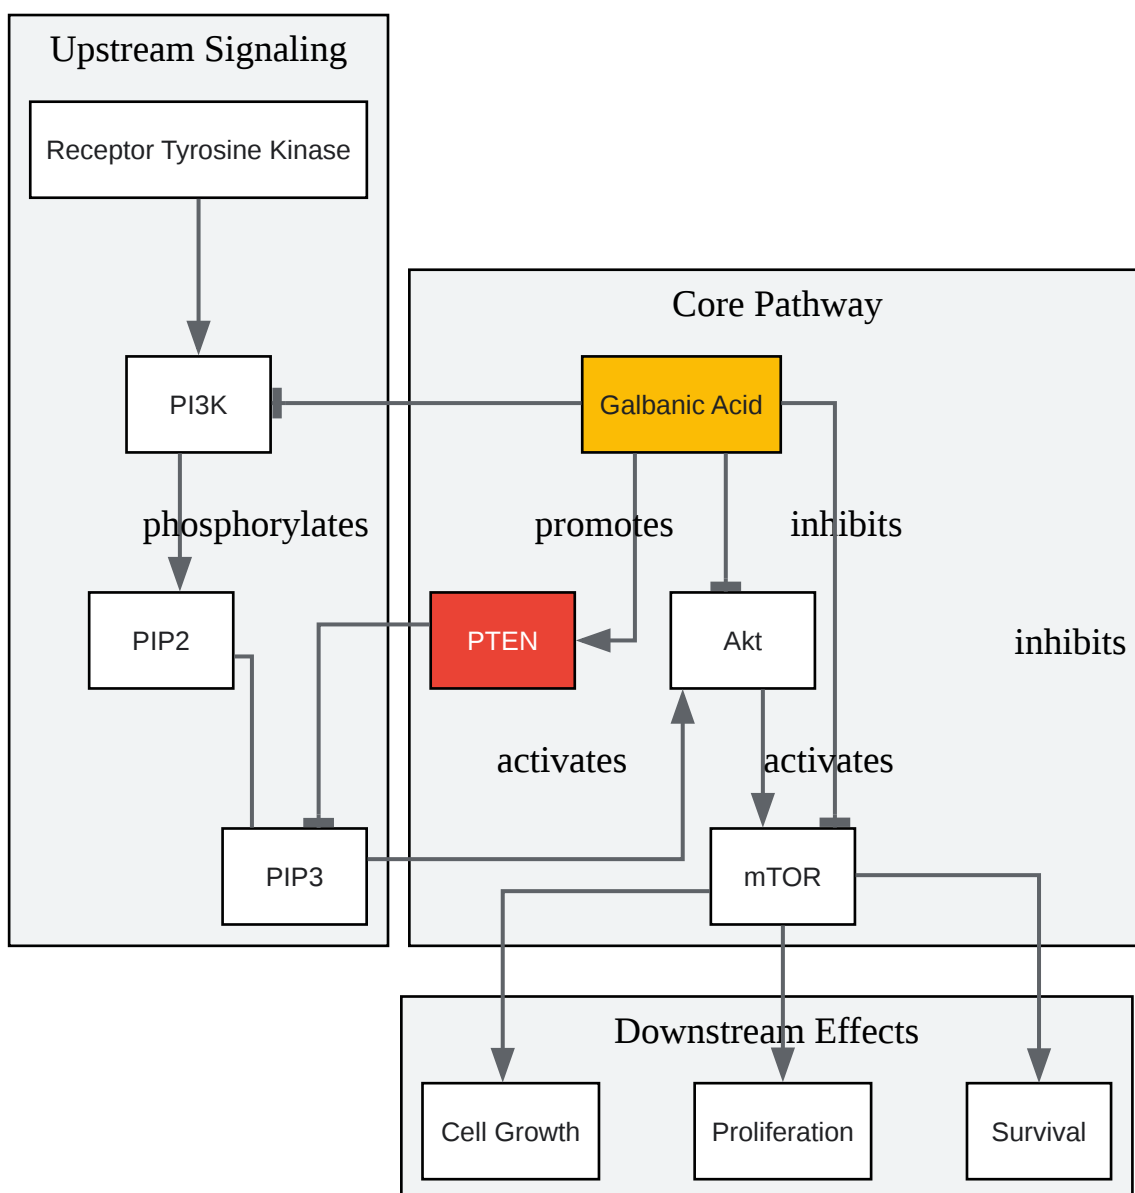 Upstream Signaling
Receptor Tyrosine Kinase
Core Pathway
PI3K
Galbanic Acid
phosphorylates
promotes
inhibits
PIP2
PTEN
Akt
inhibits
activates
activates
PIP3
mTOR
Downstream Effects
Cell Growth
Proliferation
Survival